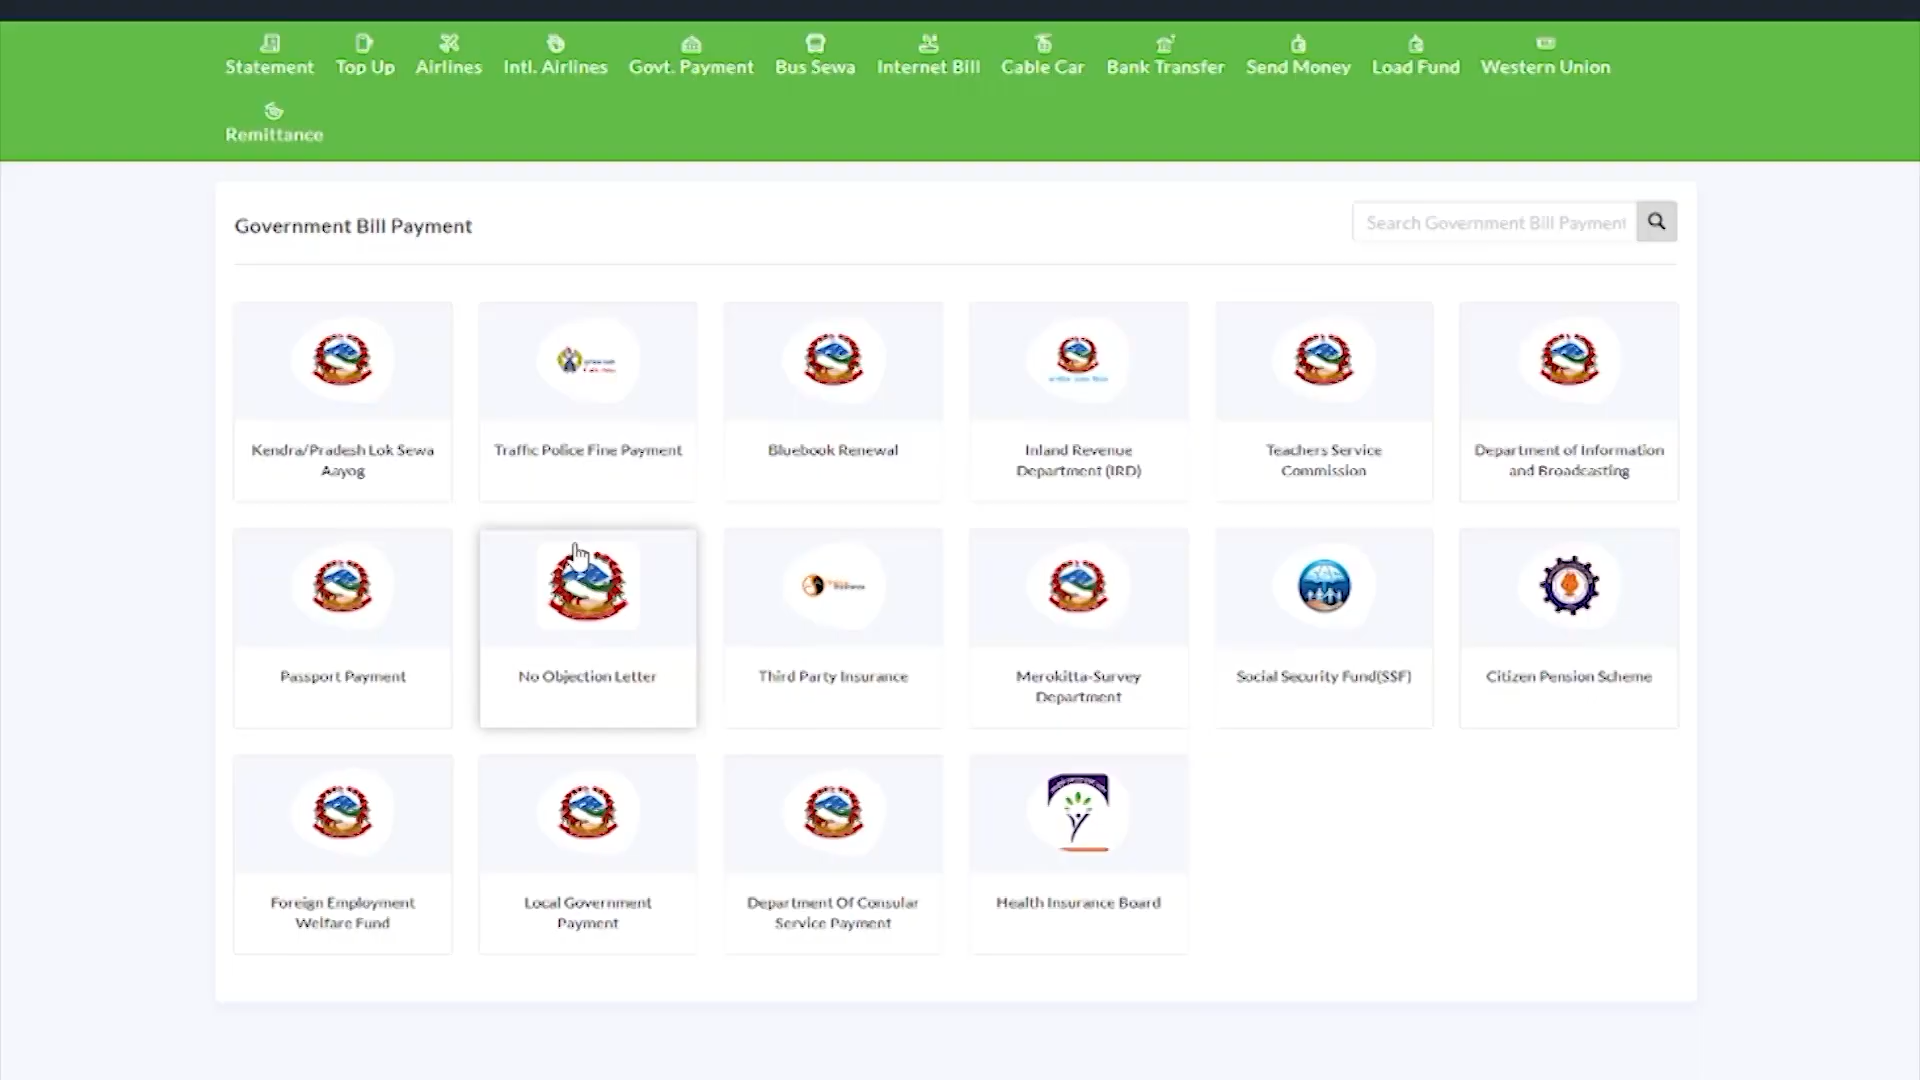 Statement
Top Up
Airlines
Intl. Airlines
Govt. Payment
Bus Sewa
Internet Bill
Cable Car
Bank Transfer
Send Money
Load Fund
Western Union
Remittance
Government Bill Payment
Search Government Bill Payment
Kendra/Pradesh Lok Sewa
Aayog
Traffic Police Fine Payment
Bluebook Renewal
Inland Revenue
Department (IRD)
Teachers Service
Commission
Department of Information
and Broadcasting
Passport Payment
No Objection Letter
Third Party Insurance
Merokitta-Survey
Department
Social Security Fund(SSF)
Citizen Pension Scheme
Foreign Employment
Welfare Fund
Local Government
Payment
Department Of Consular
Service Payment
Health Insurance Board